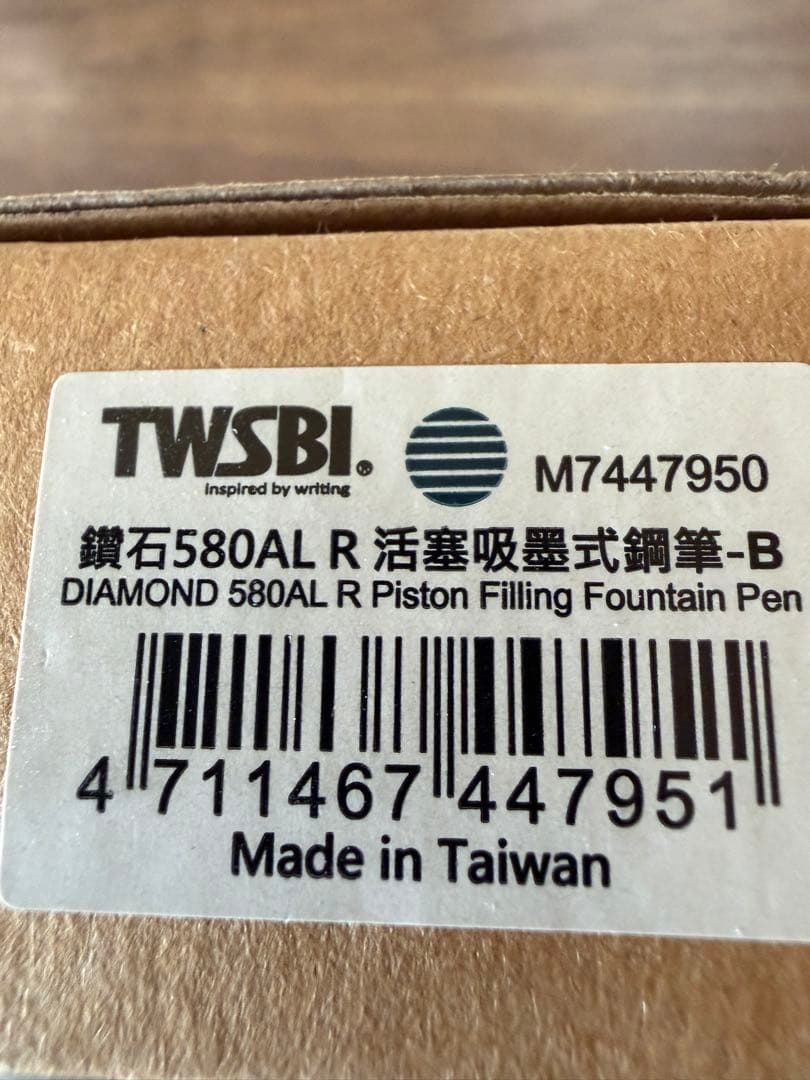 TWSBI®
inspired by writing
M7447950
鑽石580AL R 活塞吸墨式鋼筆-B
DIAMOND 580AL R Piston Filling Fountain Pen
4 711467 447951
Made in Taiwan